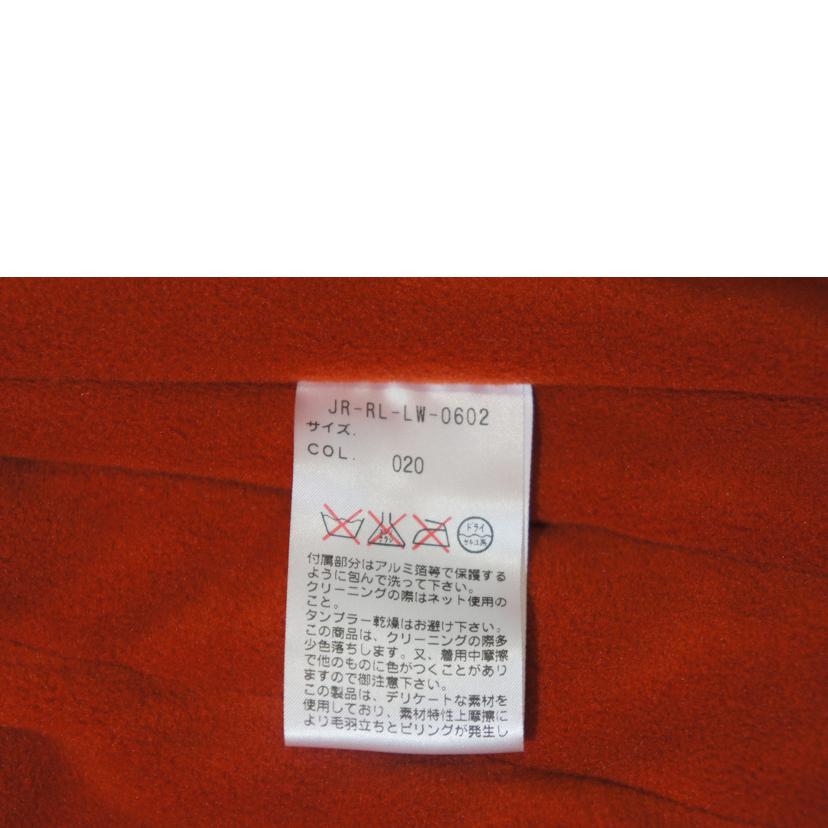 JR-RL-LW-0602
サイズ.
COL. 020
ドライ
セキユ系
付属部分はアルミ箔等で保護する
ように包んで洗って下さい。
クリーニングの際はネット使用の
こと。
タンブラー乾燥はお避け下さい。
この商品は、クリーニングの際多
少色落ちします。又、着用中摩擦
で他のものに色がつくことがあり
ますので御注意下さい。
この製品は、デリケートな素材を
使用しており、素材特性上摩擦に
より毛羽立ちとピリングが発生し